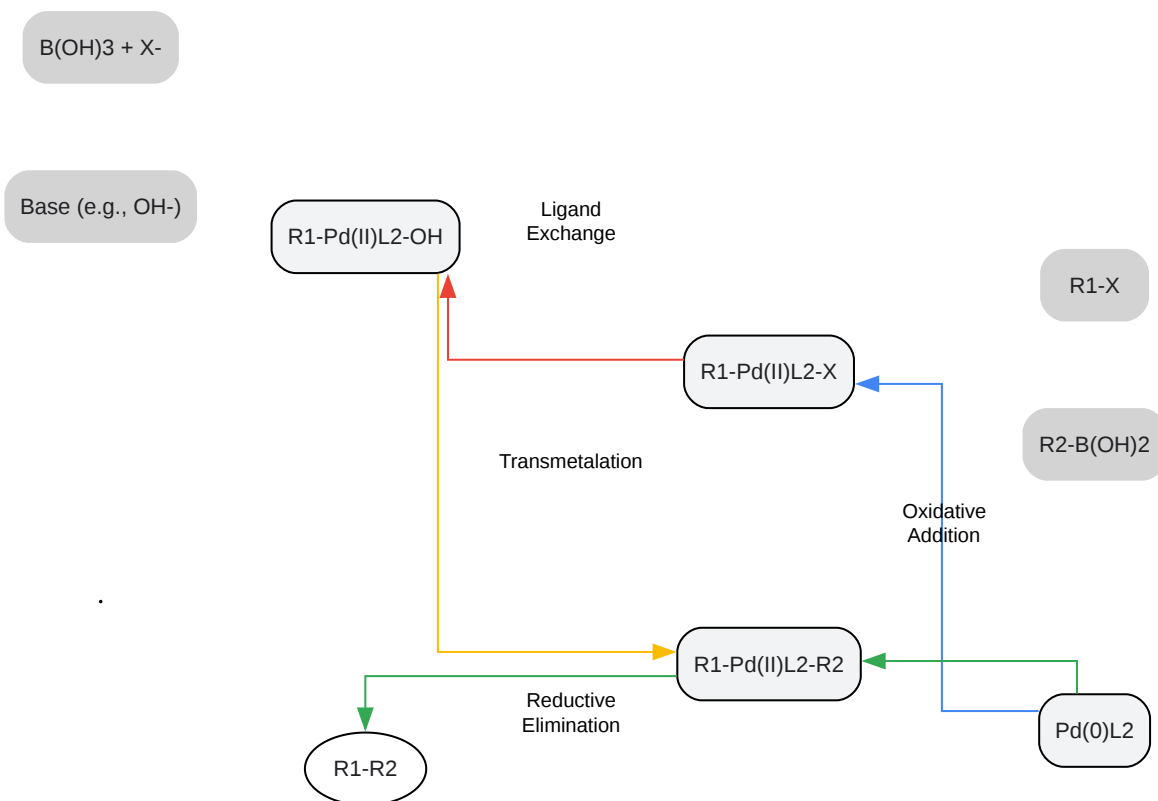 B(OH)3 + X-
Base (e.g., OH-)
R1-Pd(II)L2-OH
Ligand
Exchange
R1-X
R1-Pd(II)L2-X
R2-B(OH)2
Transmetalation
Oxidative
Addition
.
R1-Pd(II)L2-R2
Reductive
Elimination
Pd(0)L2
R1-R2